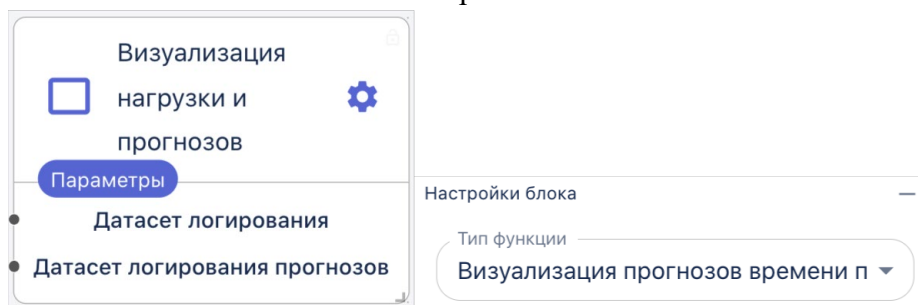 Визуализация
нагрузки и
прогнозов
Параметры
Датасет логирования
Датасет логирования прогнозов
Настройки блока
Тип функции
Визуализация прогнозов времени п